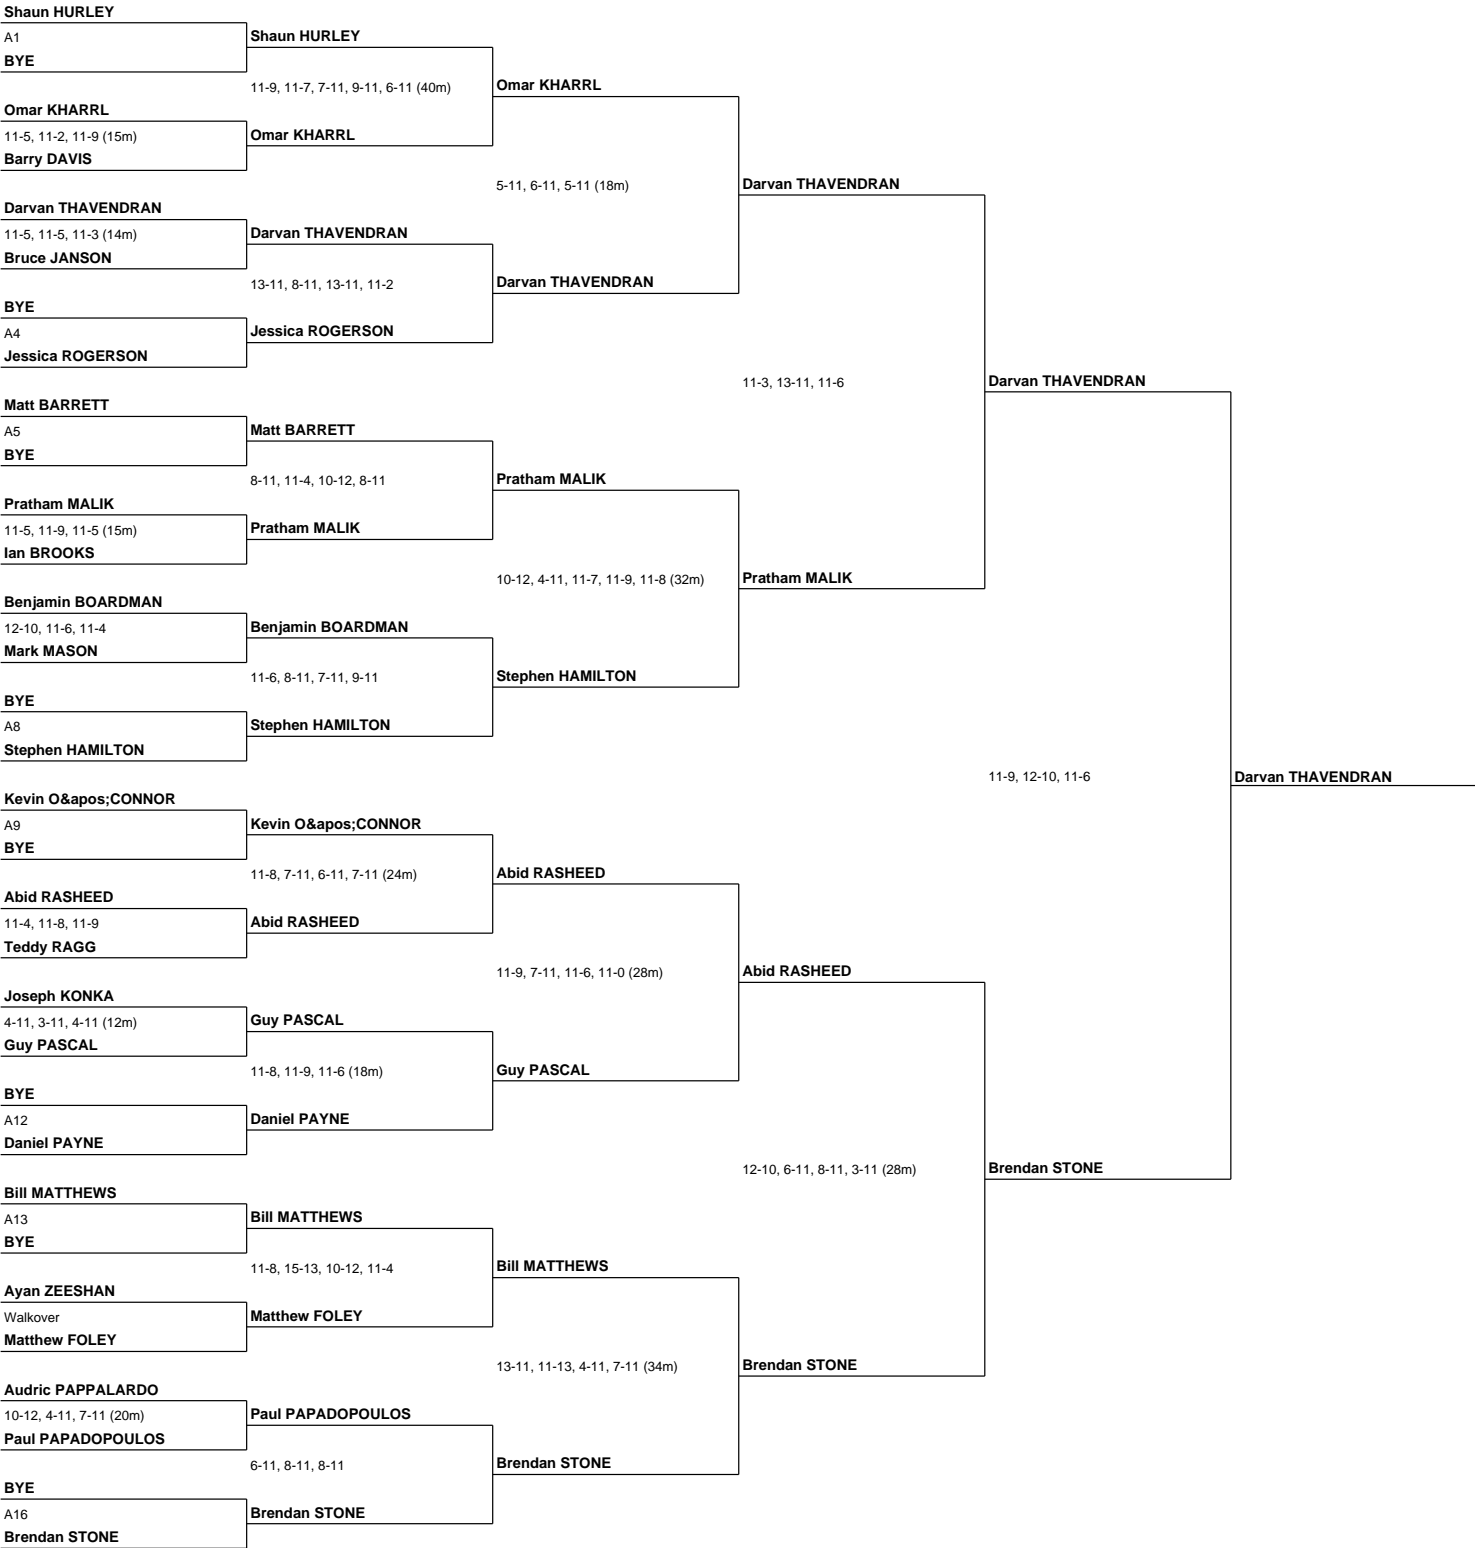 Shaun HURLEY
A1
BYE
Omar KHARRL
11-5, 11-2, 11-9 (15m)
Barry DAVIS
Darvan THAVENDRAN
11-5, 11-5, 11-3 (14m)
Bruce JANSON
BYE
A4
Jessica ROGERSON
Matt BARRETT
A5
BYE
Pratham MALIK
11-5, 11-9, 11-5 (15m)
Ian BROOKS
Benjamin BOARDMAN
12-10, 11-6, 11-4
Mark MASON
BYE
A8
Stephen HAMILTON
Kevin O&apos;CONNOR
A9
BYE
Abid RASHEED
11-4, 11-8, 11-9
Teddy RAGG
Joseph KONKA
4-11, 3-11, 4-11 (12m)
Guy PASCAL
BYE
A12
Daniel PAYNE
Bill MATTHEWS
A13
BYE
Ayan ZEESHAN
Walkover
Matthew FOLEY
Audric PAPPALARDO
10-12, 4-11, 7-11 (20m)
Paul PAPADOPOULOS
BYE
A16
Brendan STONE
Shaun HURLEY
11-9, 11-7, 7-11, 9-11, 6-11 (40m)
Omar KHARRL
Darvan THAVENDRAN
13-11, 8-11, 13-11, 11-2
Jessica ROGERSON
Matt BARRETT
8-11, 11-4, 10-12, 8-11
Pratham MALIK
Benjamin BOARDMAN
11-6, 8-11, 7-11, 9-11
Stephen HAMILTON
Kevin O&apos;CONNOR
11-8, 7-11, 6-11, 7-11 (24m)
Abid RASHEED
Guy PASCAL
11-8, 11-9, 11-6 (18m)
Daniel PAYNE
Bill MATTHEWS
11-8, 15-13, 10-12, 11-4
Matthew FOLEY
Paul PAPADOPOULOS
6-11, 8-11, 8-11
Brendan STONE
Omar KHARRL
5-11, 6-11, 5-11 (18m)
Darvan THAVENDRAN
Pratham MALIK
10-12, 4-11, 11-7, 11-9, 11-8 (32m)
Stephen HAMILTON
Abid RASHEED
11-9, 7-11, 11-6, 11-0 (28m)
Guy PASCAL
Bill MATTHEWS
13-11, 11-13, 4-11, 7-11 (34m)
Brendan STONE
Darvan THAVENDRAN
11-3, 13-11, 11-6
Pratham MALIK
Abid RASHEED
12-10, 6-11, 8-11, 3-11 (28m)
Brendan STONE
Darvan THAVENDRAN
11-9, 12-10, 11-6
Brendan STONE
Darvan THAVENDRAN